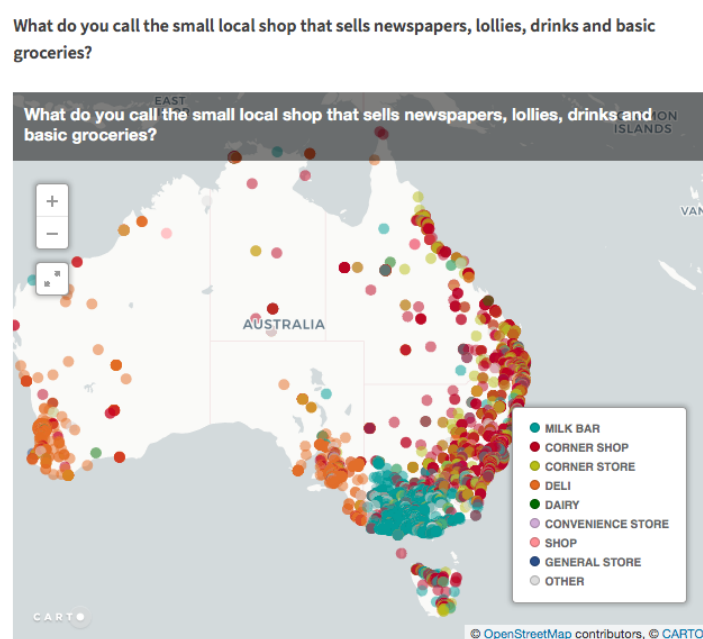 What do you call the small local shop that sells newspapers, lollies, drinks and basic
groceries?
EAST
What do you call the small local shop that sells newspapers, lollies, drinks and
basic groceries?
ISLANDS
+
VAN
−
AUSTRALIA
MILK BAR
CORNER SHOP
CORNER STORE
DELI
DAIRY
CONVENIENCE STORE
SHOP
GENERAL STORE
OTHER
CARTO
© OpenStreetMap contributors, © CARTO